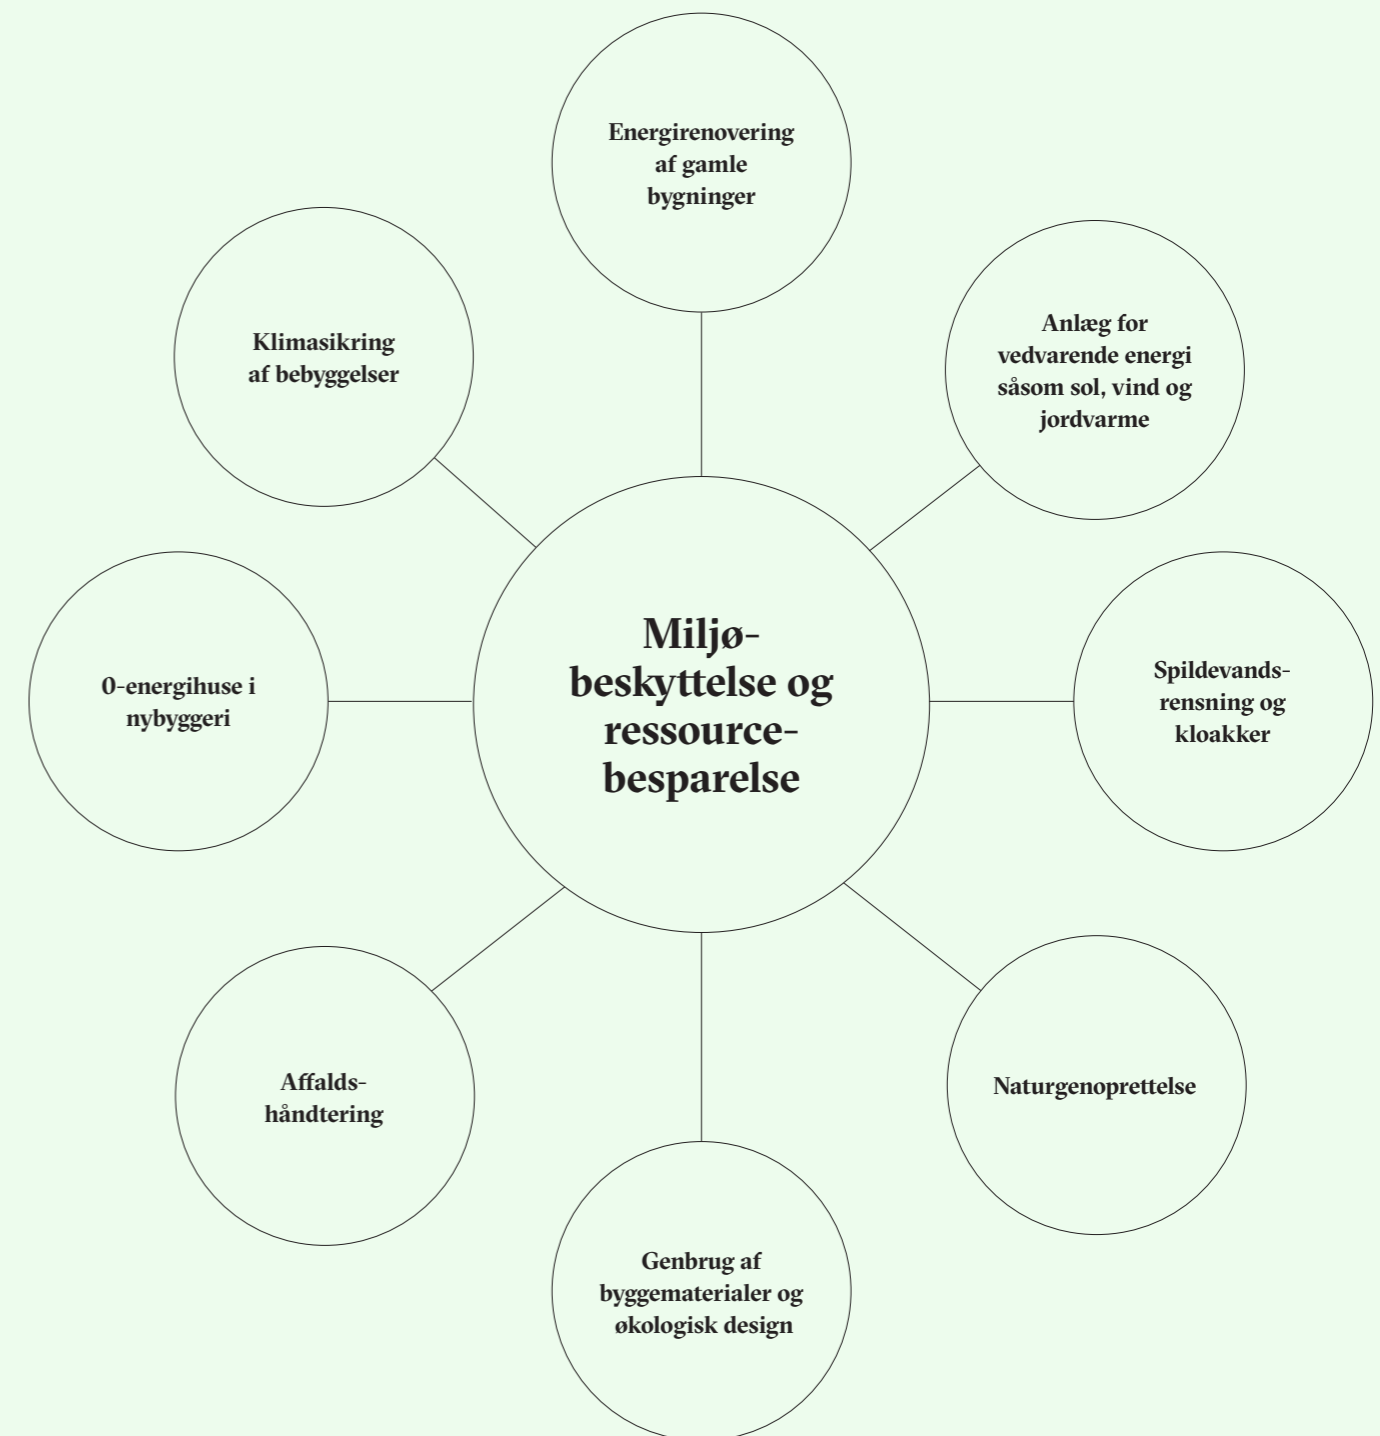 Energirenovering
af gamle
bygninger
Anlæg for
vedvarende energi
såsom sol, vind og
jordvarme
Klimasikring
af bebyggelser
Miljø-
beskyttelse og
ressource-
besparelse
Spildevands-
rensning og
kloakker
0-energihuse i
nybyggeri
Affalds-
håndtering
Naturgenoprettelse
Genbrug af
byggematerialer og
økologisk design